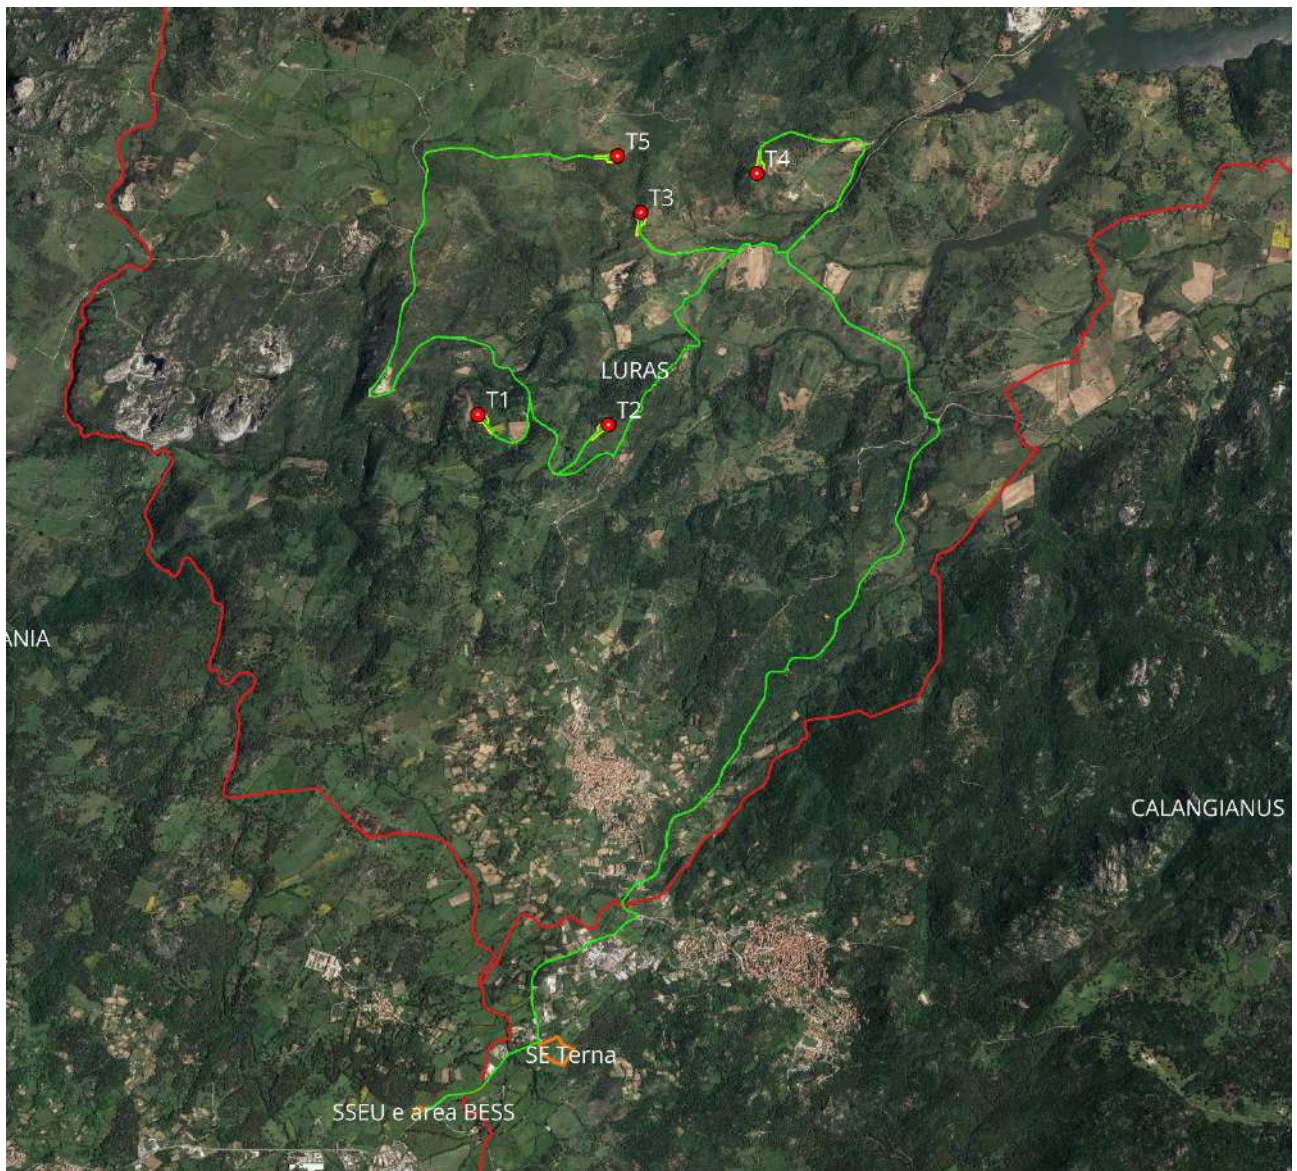 T5
T4
T3
LURAS
T1
T2
ANIA
CALANGIANUS
SE Terna
SSEU e area BESS